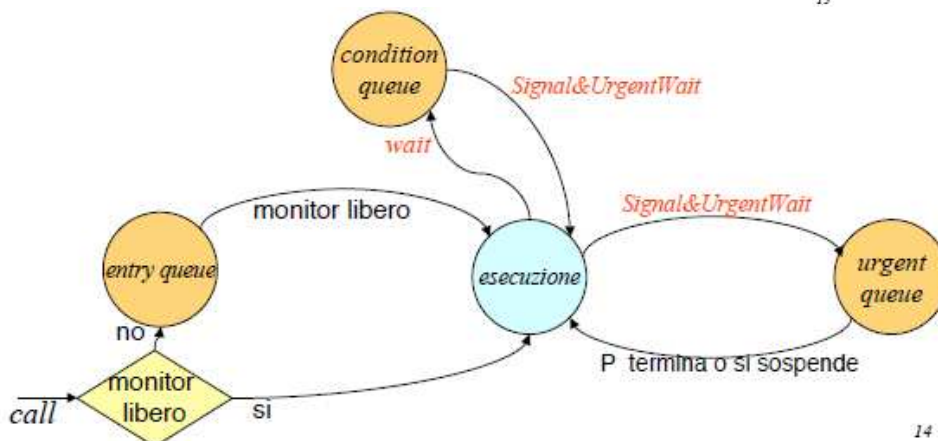 condition
queue
Signal&UrgentWait
wait
monitor libero
Signal&UrgentWait
entry queue
esecuzione
urgent
queue
no
P termina o si sospende
monitor
libero
si
call
14